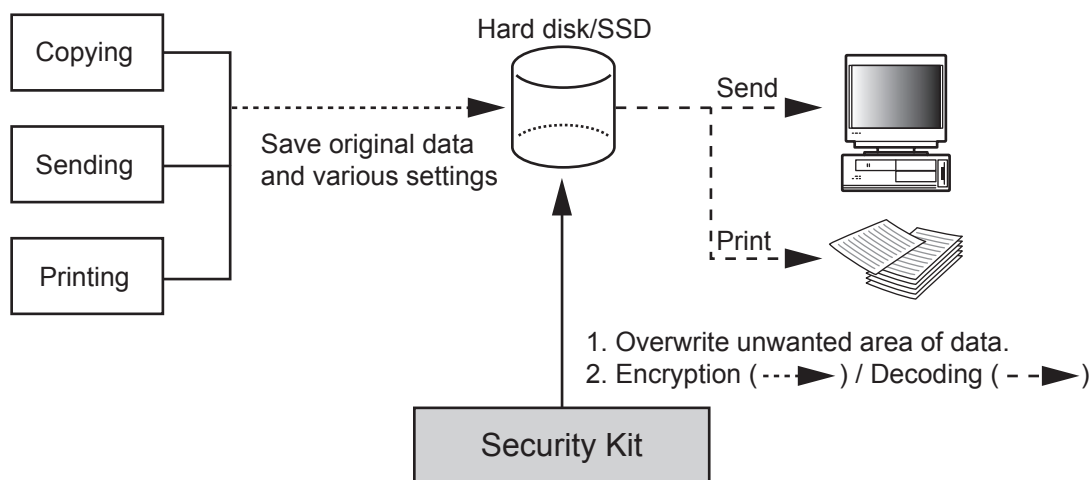 Hard disk/SSD
Copying
Sending
Printing
Save original data
and various settings
Send
Print
1. Overwrite unwanted area of data.
2. Encryption ( ) / Decoding ( )
Security Kit